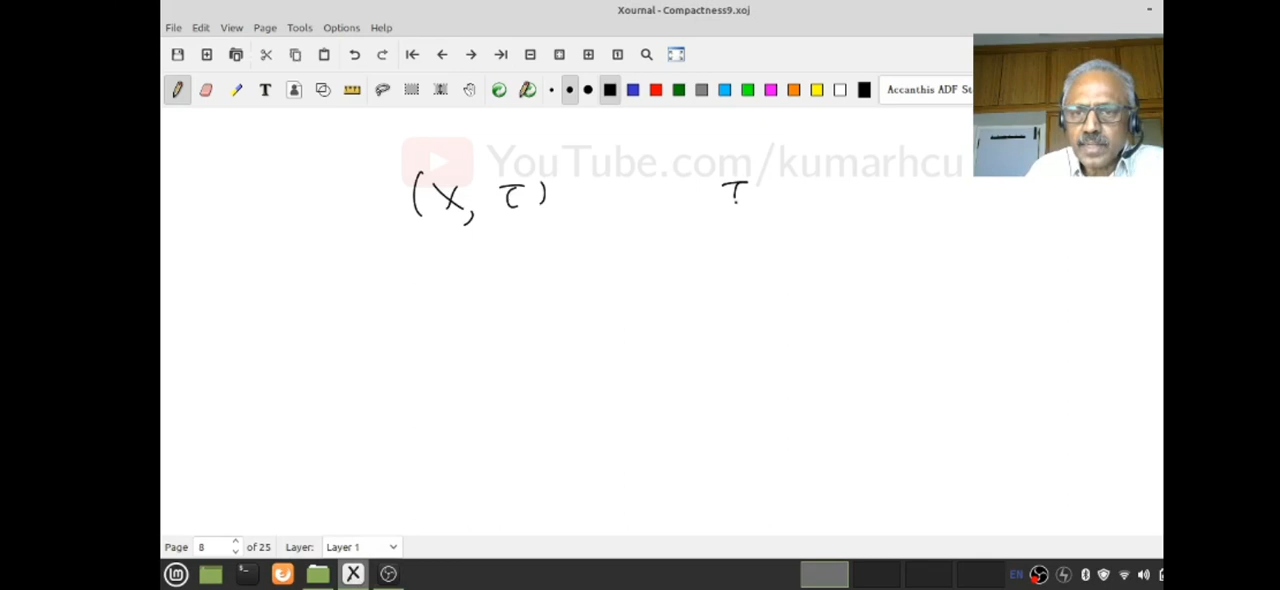 Xournal - Compactness9.xoj
File Edit View Page Tools Options Help
Accanthis ADF
YouTube.com/kumarhcu
(X, τ) τ
Page 8 of 25 Layer: Layer 1
EN